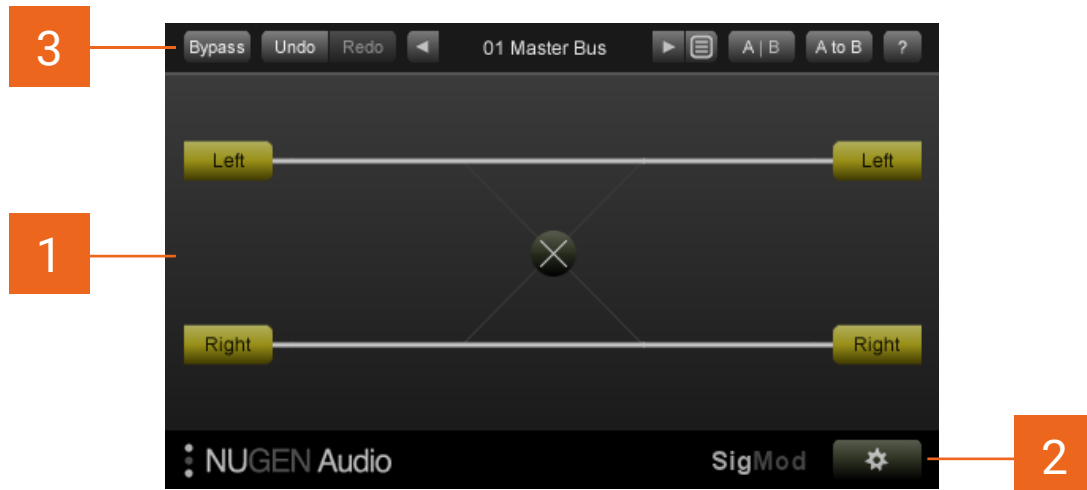 3
Bypass Undo Redo 01 Master Bus A | B A to B ?
Left Left
1
Right Right
NUGEN Audio SigMod
2